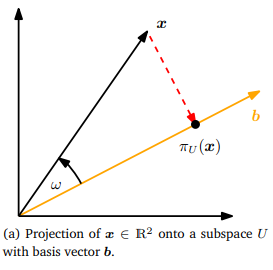 x
b
π_U(x)
ω
(a) Projection of x ∈ ℝ² onto a subspace U
with basis vector b.